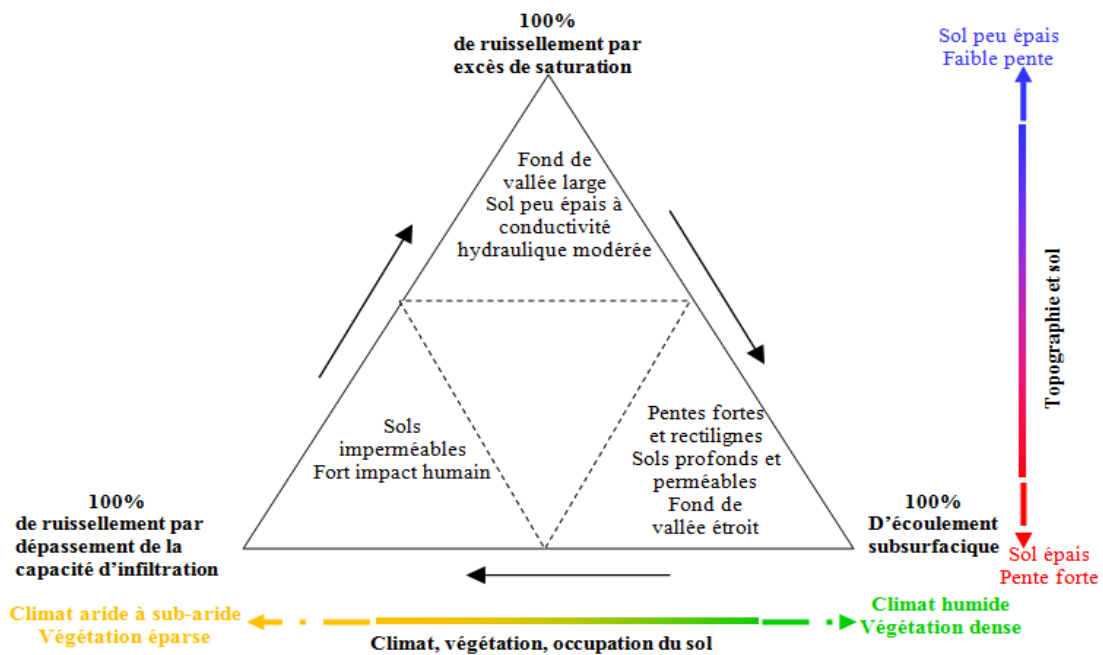 100%
de ruissellement par
excès de saturation
Sol peu épais
Faible pente
Fond de
vallée large
Sol peu épais à
conductivité
hydraulique modérée
Topographie et sol
Sols
imperméables
Fort impact humain
Pentes fortes
et rectilignes
Sols profonds et
perméables
Fond de
vallée étroit
100%
de ruissellement par
dépassement de la
capacité d'infiltration
100%
D'écoulement
subsurfacique
Sol épais
Pente forte
Climat aride à sub-aride
Végétation éparse
Climat, végétation, occupation du sol
Climat humide
Végétation dense